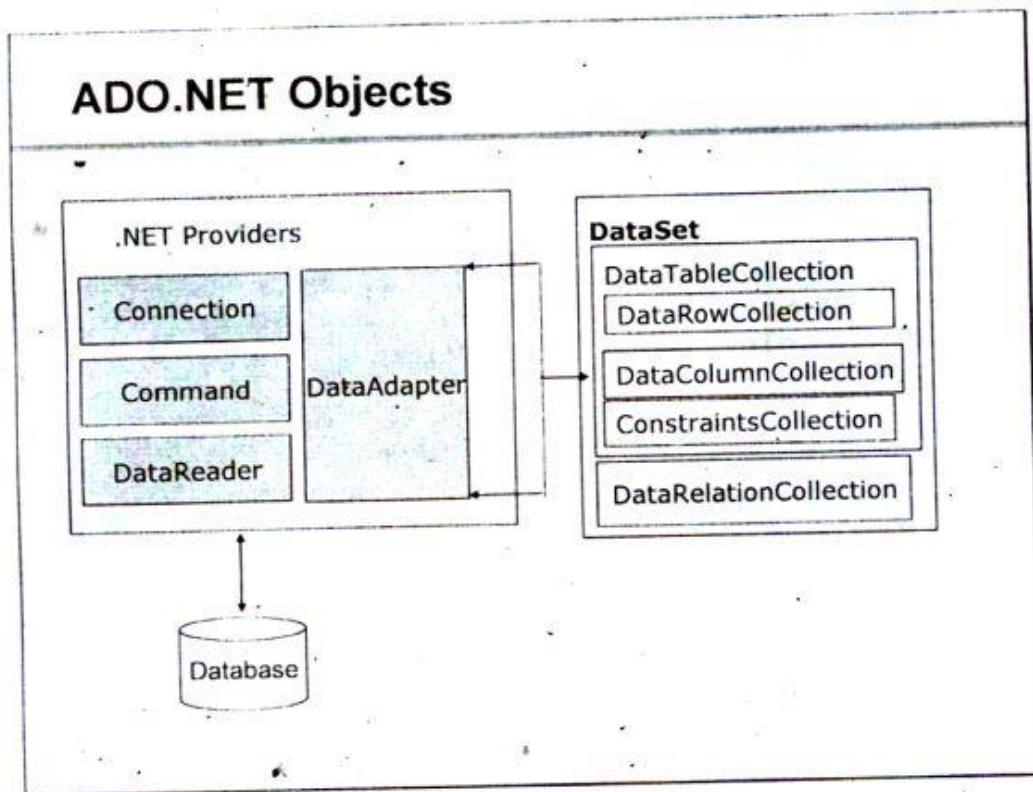 ADO.NET Objects
.NET Providers
Connection
Command
DataReader
DataAdapter
DataSet
DataTableCollection
DataRowCollection
DataColumnCollection
ConstraintsCollection
DataRelationCollection
Database